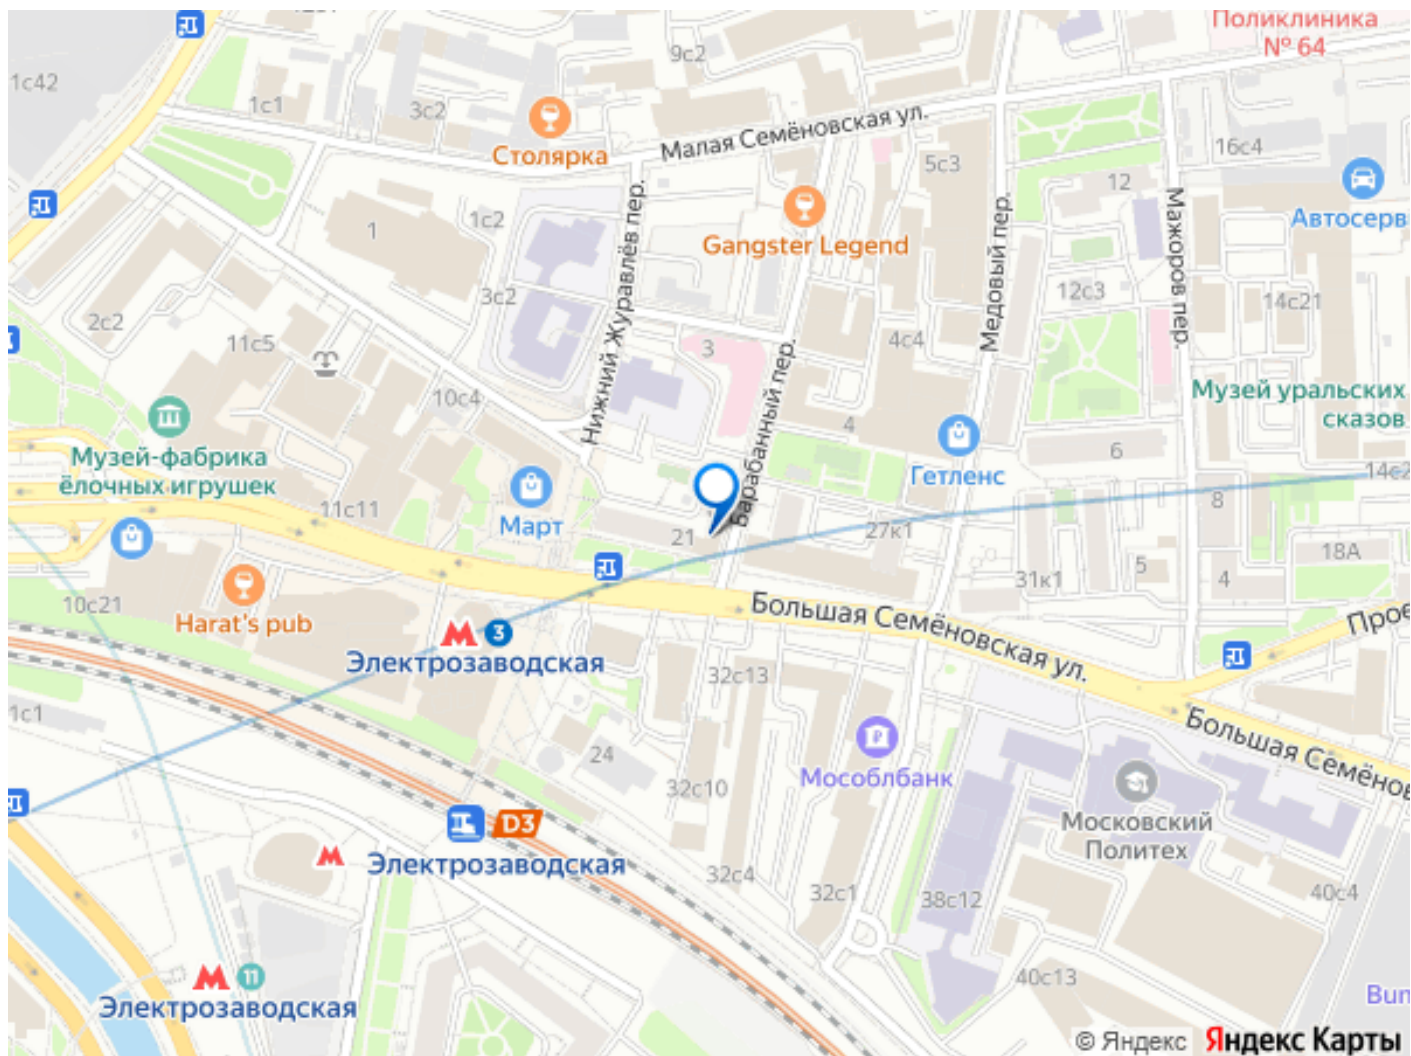 Поликлиника
№ 64
9с2
1с42
1с1
3с2
Столярка
Малая Семёновская ул.
5с3
16с4
12
Автосерв
1с2
1
Gangster Legend
Нижний Журавлёв пер.
Медовый пер.
Мажоров пер.
3с2
12с3
14с21
2с2
11с5
3
4с4
Барабанный пер.
Музей уральских
сказов
10с4
4
Гетленс
6
14с2
Музей-фабрика
ёлочных игрушек
11с11
Март
21
27к1
8
18А
31к1
5
4
10с21
Harat's pub
3
Электрозаводская
Большая Семёновская ул.
Прое
32с13
1с1
24
Мособлбанк
32с10
Большая Семёнов
Московский
Политех
D3
Электрозаводская
32с4
32с1
38с12
40с4
11
Электрозаводская
40с13
Bun
© Яндекс Яндекс Карты